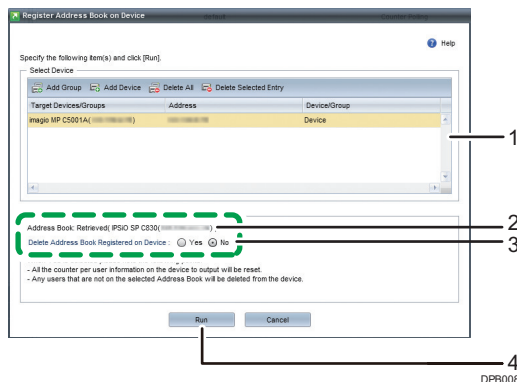 Register Address Book on Device
Help
Specify the following item(s) and click [Run].
Select Device
Add Group Add Device Delete All Delete Selected Entry
Target Devices/Groups Address Device/Group
imagio MP C5001A( ) Device
1
Address Book: Retrieved( IPSiO SP C830( ) )
2
Delete Address Book Registered on Device : Yes No
3
- All the counter per user information on the device to output will be reset.
- Any users that are not on the selected Address Book will be deleted from the device.
Run Cancel
4
DPB008